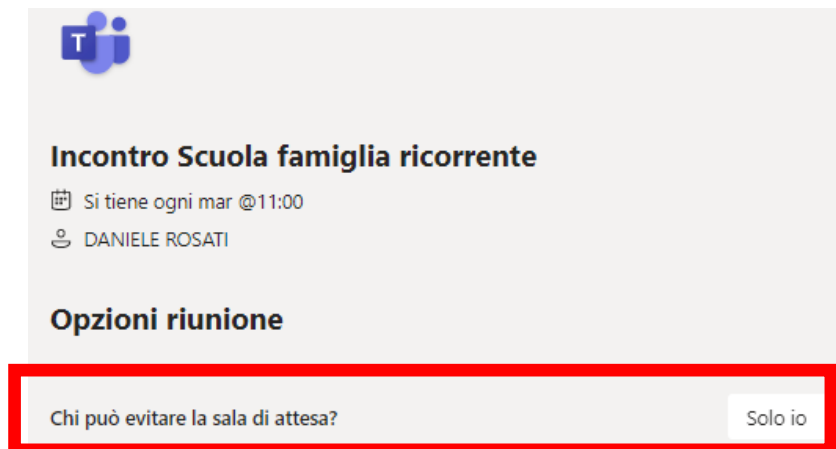 T
Incontro Scuola famiglia ricorrente
Si tiene ogni mar @11:00
DANIELE ROSATI
Opzioni riunione
Chi può evitare la sala di attesa? Solo io